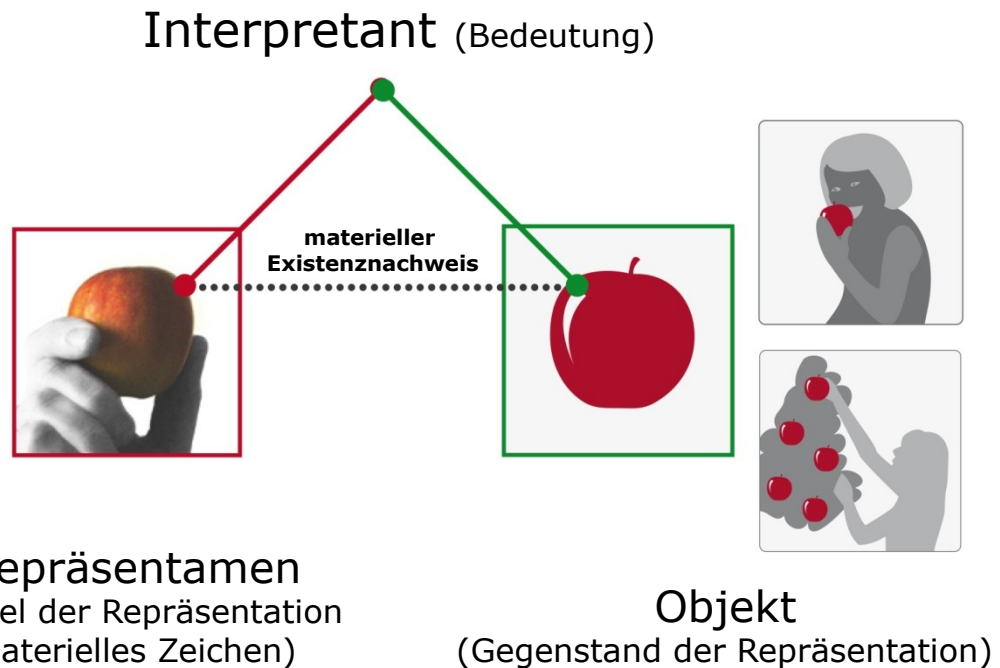 Interpretant (Bedeutung)
materieller
Existenznachweis
epräsentamen
el der Repräsentation
aterielles Zeichen)
Objekt
(Gegenstand der Repräsentation)